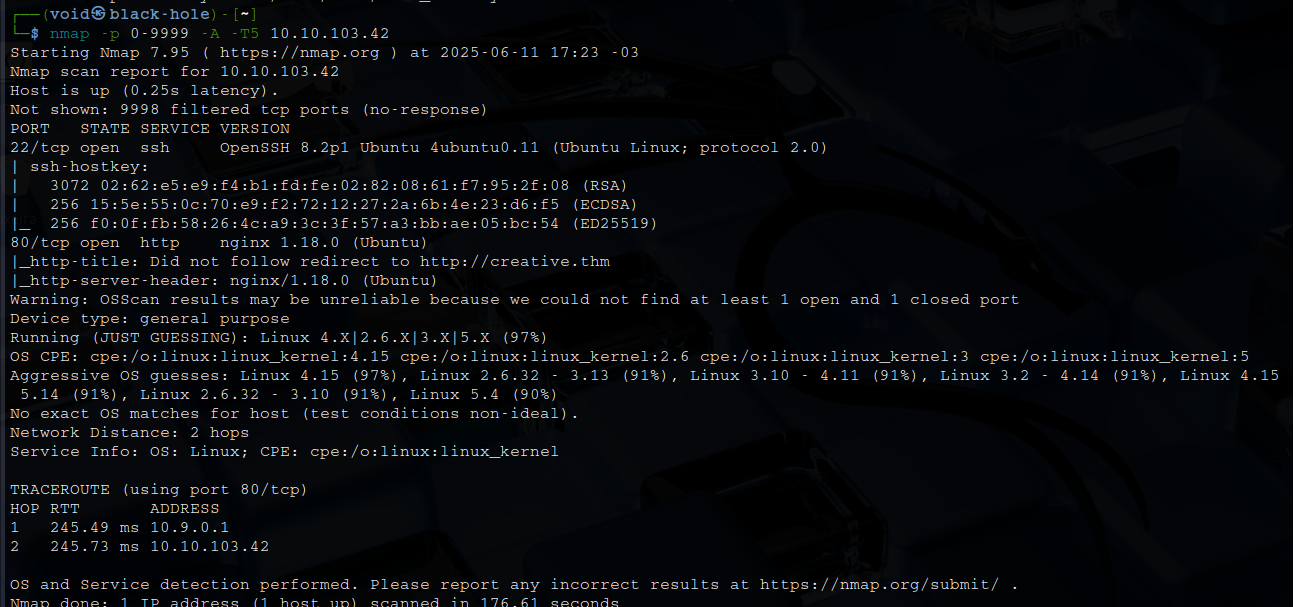 ┌──(void㉿black-hole)-[~]
└─$ nmap -p 0-9999 -A -T5 10.10.103.42
Starting Nmap 7.95 ( https://nmap.org ) at 2025-06-11 17:23 -03
Nmap scan report for 10.10.103.42
Host is up (0.25s latency).
Not shown: 9998 filtered tcp ports (no-response)
PORT   STATE SERVICE VERSION
22/tcp open  ssh     OpenSSH 8.2p1 Ubuntu 4ubuntu0.11 (Ubuntu Linux; protocol 2.0)
| ssh-hostkey:
|   3072 02:62:e5:e9:f4:b1:fd:fe:02:82:08:61:f7:95:2f:08 (RSA)
|   256 15:5e:55:0c:70:e9:f2:72:12:27:2a:6b:4e:23:d6:f5 (ECDSA)
|_  256 f0:0f:fb:58:26:4c:a9:3c:3f:57:a3:bb:ae:05:bc:54 (ED25519)
80/tcp open  http    nginx 1.18.0 (Ubuntu)
|_http-title: Did not follow redirect to http://creative.thm
|_http-server-header: nginx/1.18.0 (Ubuntu)
Warning: OSScan results may be unreliable because we could not find at least 1 open and 1 closed port
Device type: general purpose
Running (JUST GUESSING): Linux 4.X|2.6.X|3.X|5.X (97%)
OS CPE: cpe:/o:linux:linux_kernel:4.15 cpe:/o:linux:linux_kernel:2.6 cpe:/o:linux:linux_kernel:3 cpe:/o:linux:linux_kernel:5
Aggressive OS guesses: Linux 4.15 (97%), Linux 2.6.32 - 3.13 (91%), Linux 3.10 - 4.11 (91%), Linux 3.2 - 4.14 (91%), Linux 4.15
 5.14 (91%), Linux 2.6.32 - 3.10 (91%), Linux 5.4 (90%)
No exact OS matches for host (test conditions non-ideal).
Network Distance: 2 hops
Service Info: OS: Linux; CPE: cpe:/o:linux:linux_kernel
TRACEROUTE (using port 80/tcp)
HOP RTT       ADDRESS
1   245.49 ms 10.9.0.1
2   245.73 ms 10.10.103.42
OS and Service detection performed. Please report any incorrect results at https://nmap.org/submit/ .
Nmap done: 1 IP address (1 host up) scanned in 176.61 seconds